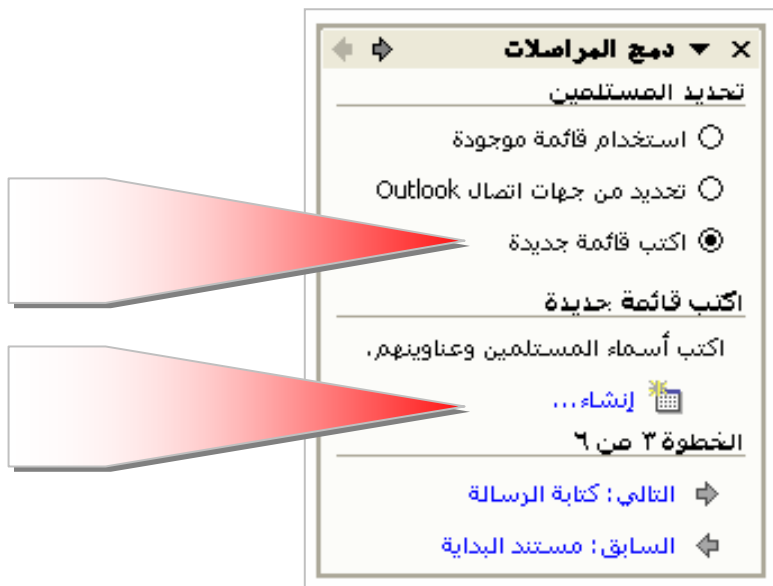 دمج المراسلات
تحديد المستلمين
استخدام قائمة موجودة
تحديد من جهات اتصال Outlook
اكتب قائمة جديدة
اكتب قائمة جديدة
اكتب أسماء المستلمين وعناوينهم.
إنشاء...
الخطوة ٣ من ٦
التالي: كتابة الرسالة
السابق: مستند البداية